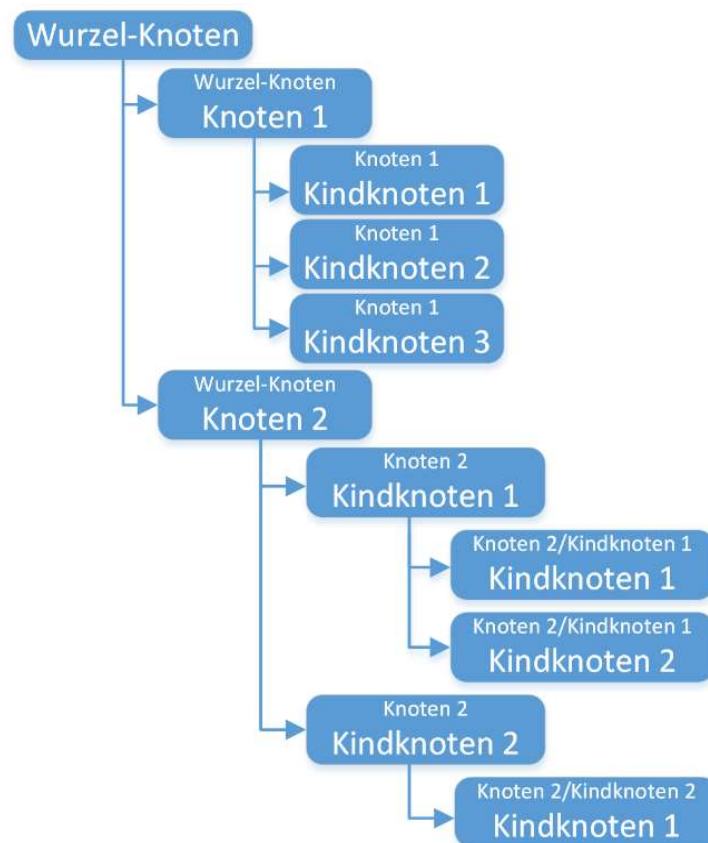 Wurzel-Knoten
Wurzel-Knoten
Knoten 1
Knoten 1
Kindknoten 1
Knoten 1
Kindknoten 2
Knoten 1
Kindknoten 3
Wurzel-Knoten
Knoten 2
Knoten 2
Kindknoten 1
Knoten 2/Kindknoten 1
Kindknoten 1
Knoten 2/Kindknoten 1
Kindknoten 2
Knoten 2
Kindknoten 2
Knoten 2/Kindknoten 2
Kindknoten 1